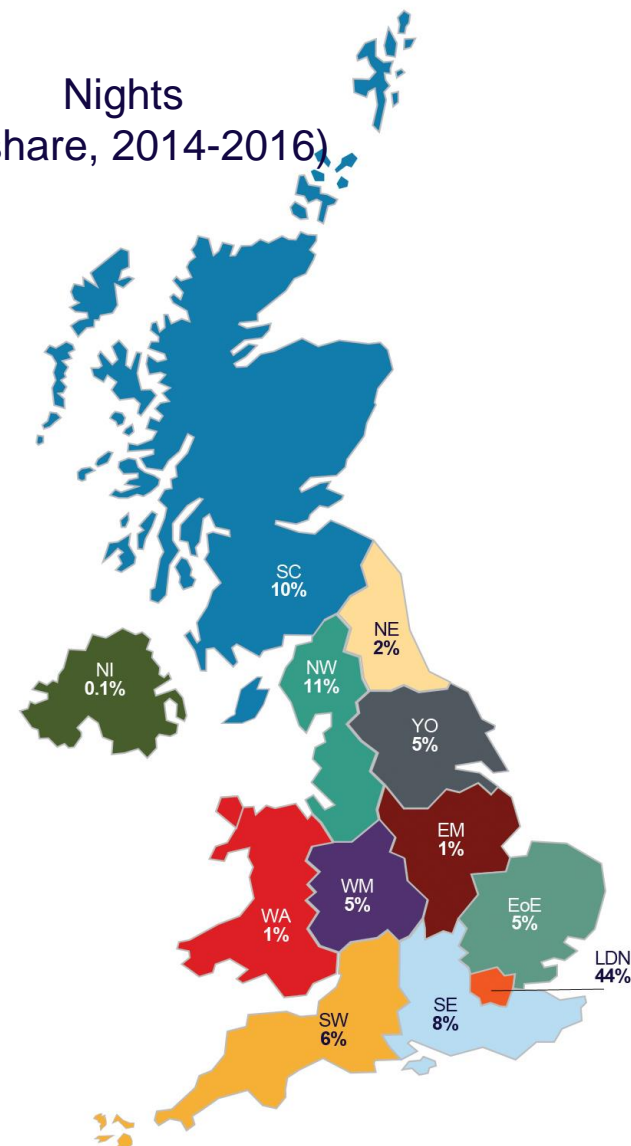 Nights
share, 2014-2016)
SC
10%
NE
2%
NI
0.1%
NW
11%
YO
5%
EM
1%
WM
5%
EoE
5%
WA
1%
LDN
44%
SE
8%
SW
6%